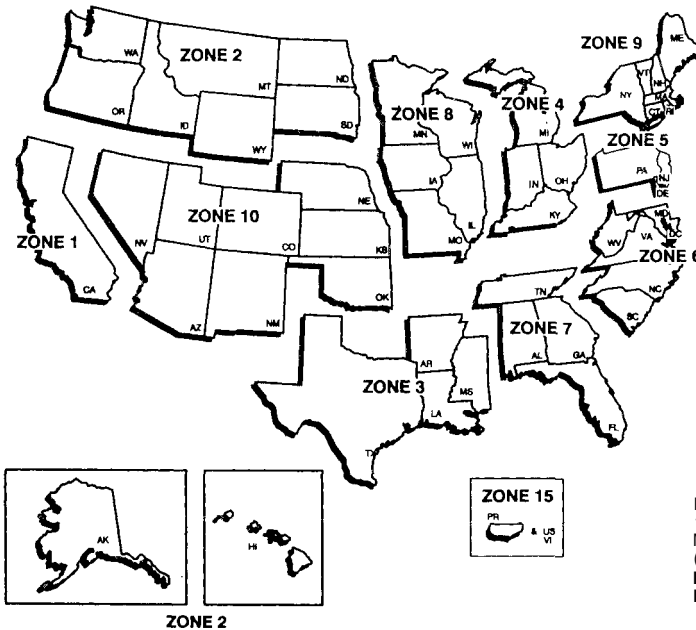 ME
ZONE 9
ZONE 2
WA
VT
NH
MT
ND
NY
MA
CT
RI
ZONE 8
ZONE 4
OR
ID
WY
SD
MN
WI
MI
ZONE 5
PA
NJ
DE
IA
IN
OH
NE
MD
DC
ZONE 10
IL
KY
WV
VA
ZONE 1
NV
UT
CO
KS
MO
ZONE 6
CA
OK
TN
NC
AZ
NM
SC
ZONE 7
AR
AL
GA
ZONE 3
MS
LA
FL
TX
ZONE 15
PR
& US
VI
AK
HI
ZONE 2